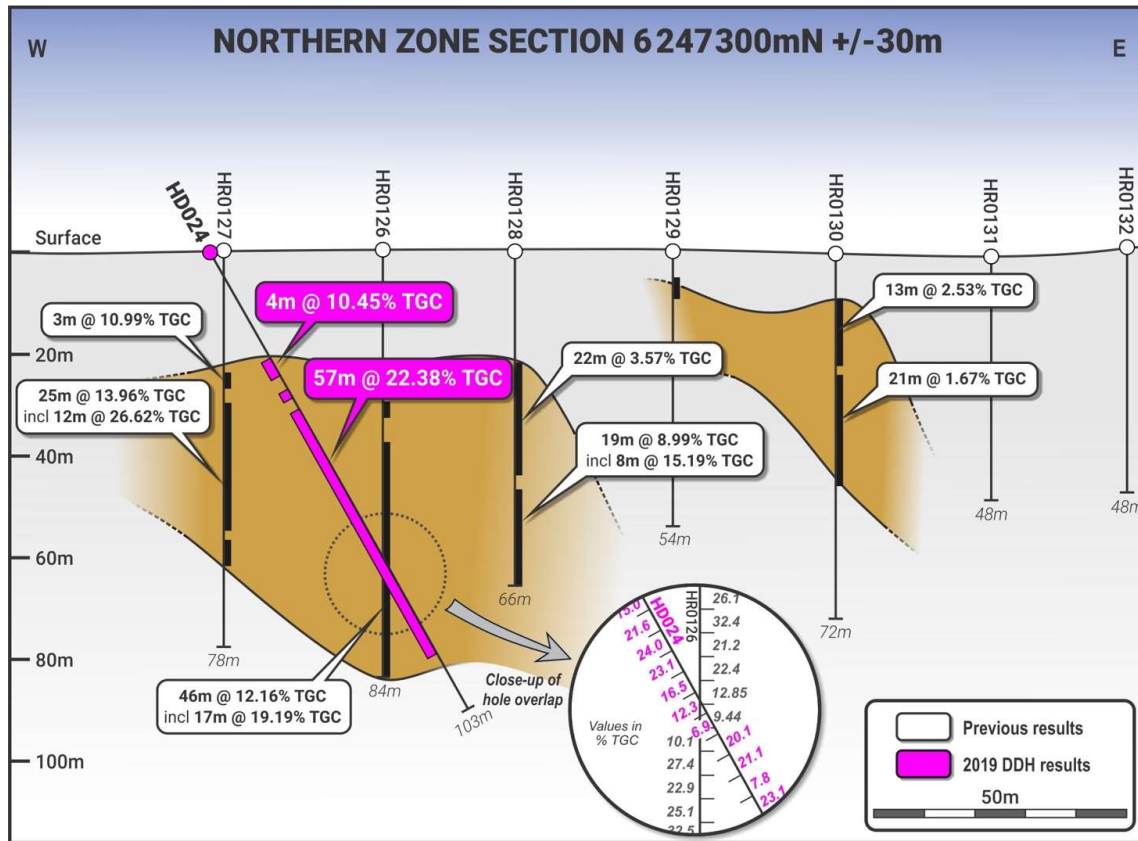 NORTHERN ZONE SECTION 6247300mN +/-30m
W
E
HD024
HR0127
HR0126
HR0128
HR0129
HR0130
HR0131
HR0132
Surface
20m
40m
60m
80m
100m
3m @ 10.99% TGC
25m @ 13.96% TGC
incl 12m @ 26.62% TGC
4m @ 10.45% TGC
57m @ 22.38% TGC
22m @ 3.57% TGC
19m @ 8.99% TGC
incl 8m @ 15.19% TGC
13m @ 2.53% TGC
21m @ 1.67% TGC
46m @ 12.16% TGC
incl 17m @ 19.19% TGC
78m
84m
103m
66m
54m
72m
48m
48m
Close-up of
hole overlap
Values in
% TGC
HD024
HR0126
15.0
21.6
24.0
23.1
16.5
12.3
6.9
20.1
21.1
7.8
23.1
26.1
32.4
21.2
22.4
12.85
9.44
10.1
27.4
22.9
25.1
Previous results
2019 DDH results
50m